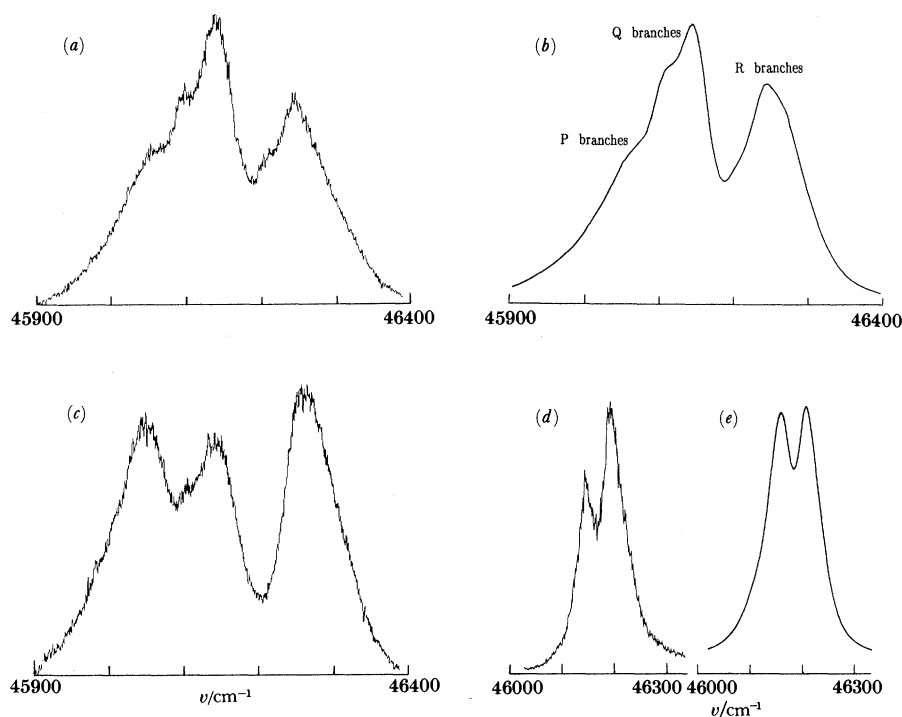 (a)
(b)
Q branches
R branches
P branches
45900
46400
45900
46400
(c)
(d)
(e)
45900
46400
46000
46300
46000
46300
ν/cm⁻¹
ν/cm⁻¹